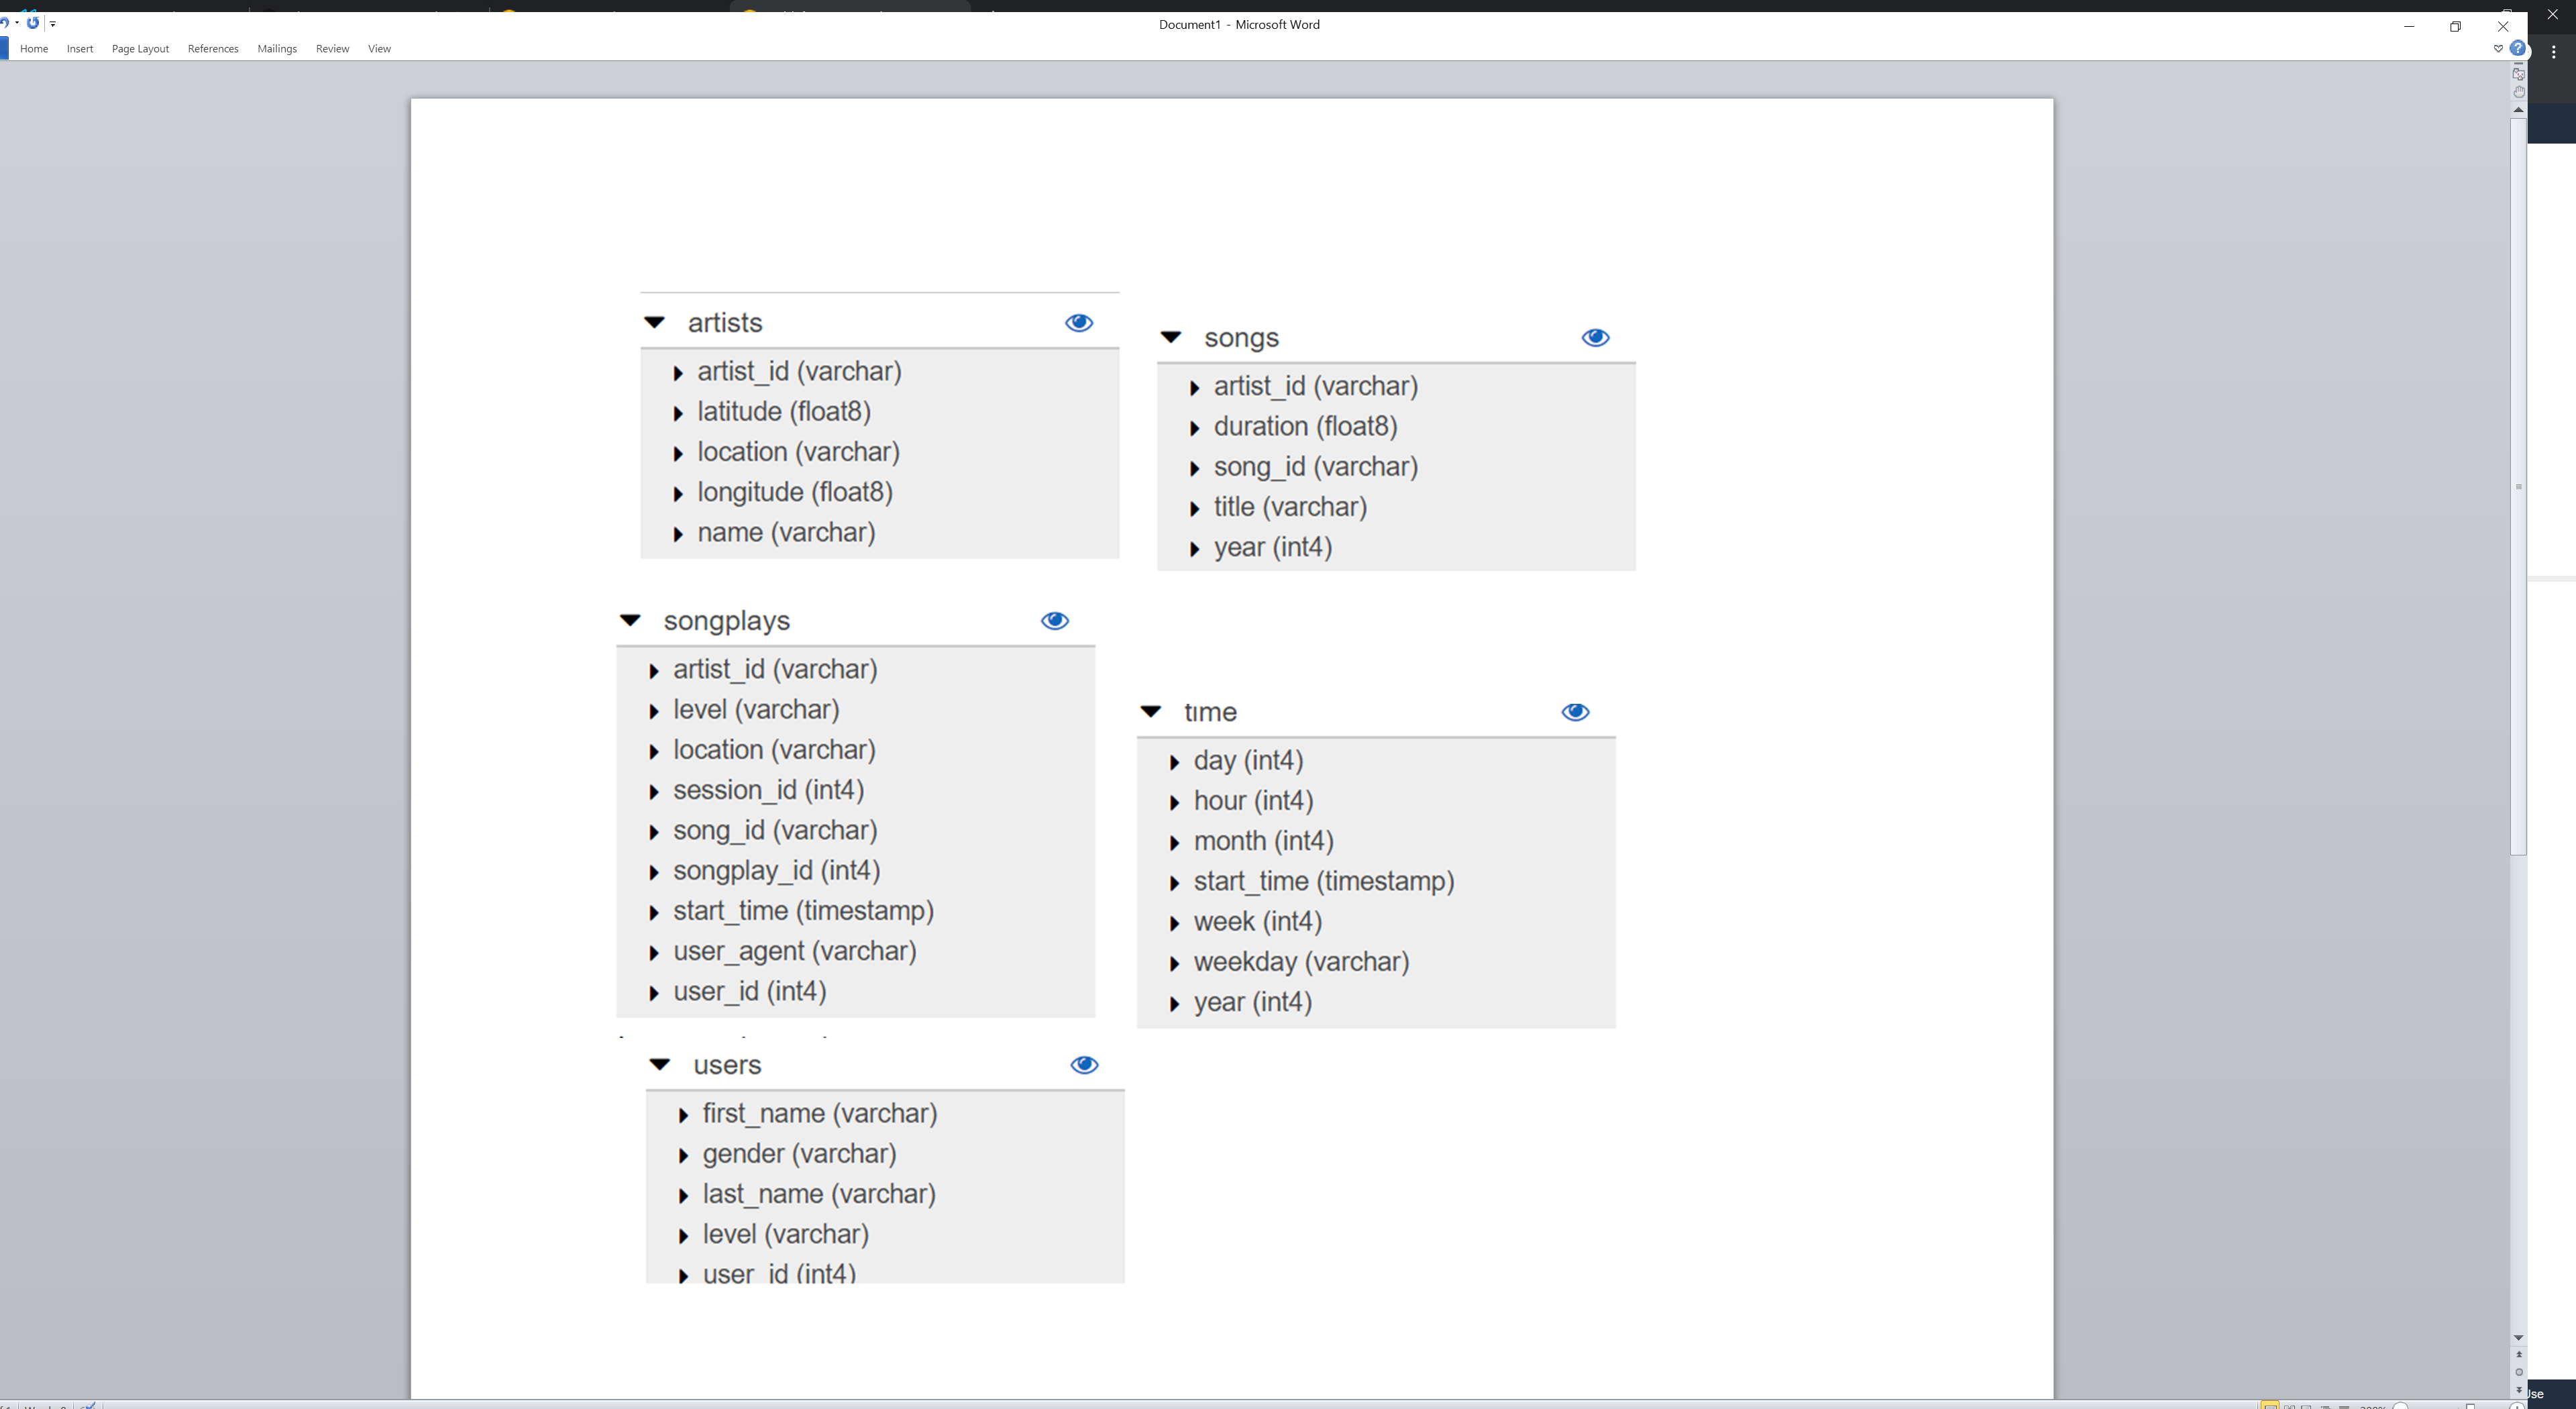 Document1 - Microsoft Word
Home Insert Page Layout References Mailings Review View
artists
artist_id (varchar)
latitude (float8)
location (varchar)
longitude (float8)
name (varchar)
songs
artist_id (varchar)
duration (float8)
song_id (varchar)
title (varchar)
year (int4)
songplays
artist_id (varchar)
level (varchar)
location (varchar)
session_id (int4)
song_id (varchar)
songplay_id (int4)
start_time (timestamp)
user_agent (varchar)
user_id (int4)
time
day (int4)
hour (int4)
month (int4)
start_time (timestamp)
week (int4)
weekday (varchar)
year (int4)
users
first_name (varchar)
gender (varchar)
last_name (varchar)
level (varchar)
user_id (int4)